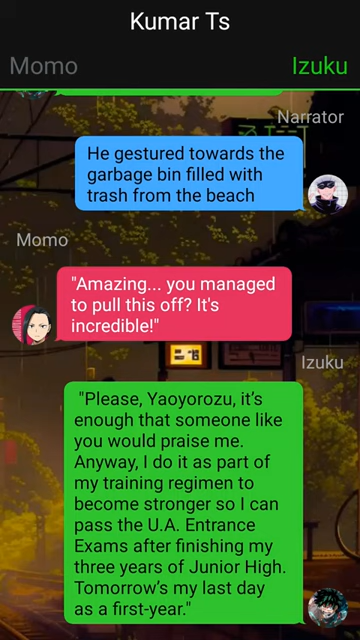 Kumar Ts
Momo
Izuku
Narrator
He gestured towards the
garbage bin filled with
trash from the beach
Momo
"Amazing... you managed
to pull this off? It's
incredible!"
Izuku
"Please, Yaoyorozu, it’s
enough that someone like
you would praise me.
Anyway, I do it as part of
my training regimen to
become stronger so I can
pass the U.A. Entrance
Exams after finishing my
three years of Junior High.
Tomorrow’s my last day
as a first-year."